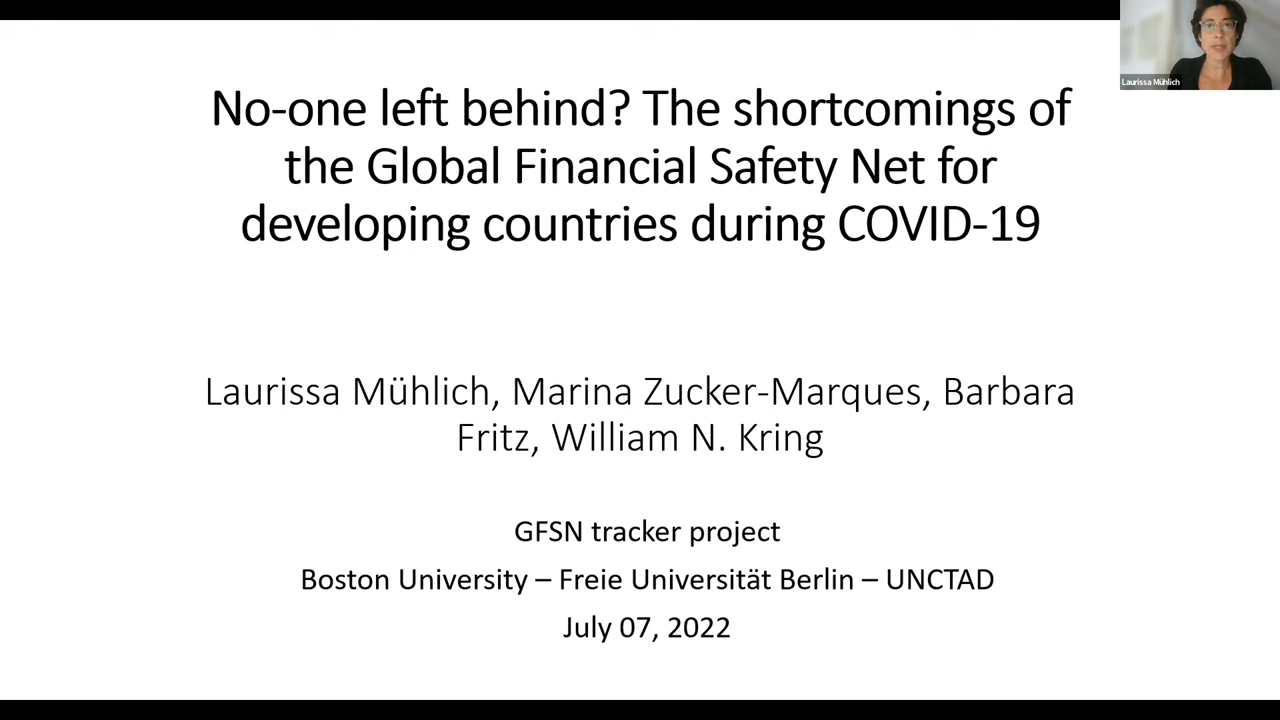 Laurissa Mühlich
No-one left behind? The shortcomings of
the Global Financial Safety Net for
developing countries during COVID-19
Laurissa Mühlich, Marina Zucker-Marques, Barbara
Fritz, William N. Kring
GFSN tracker project
Boston University – Freie Universität Berlin – UNCTAD
July 07, 2022